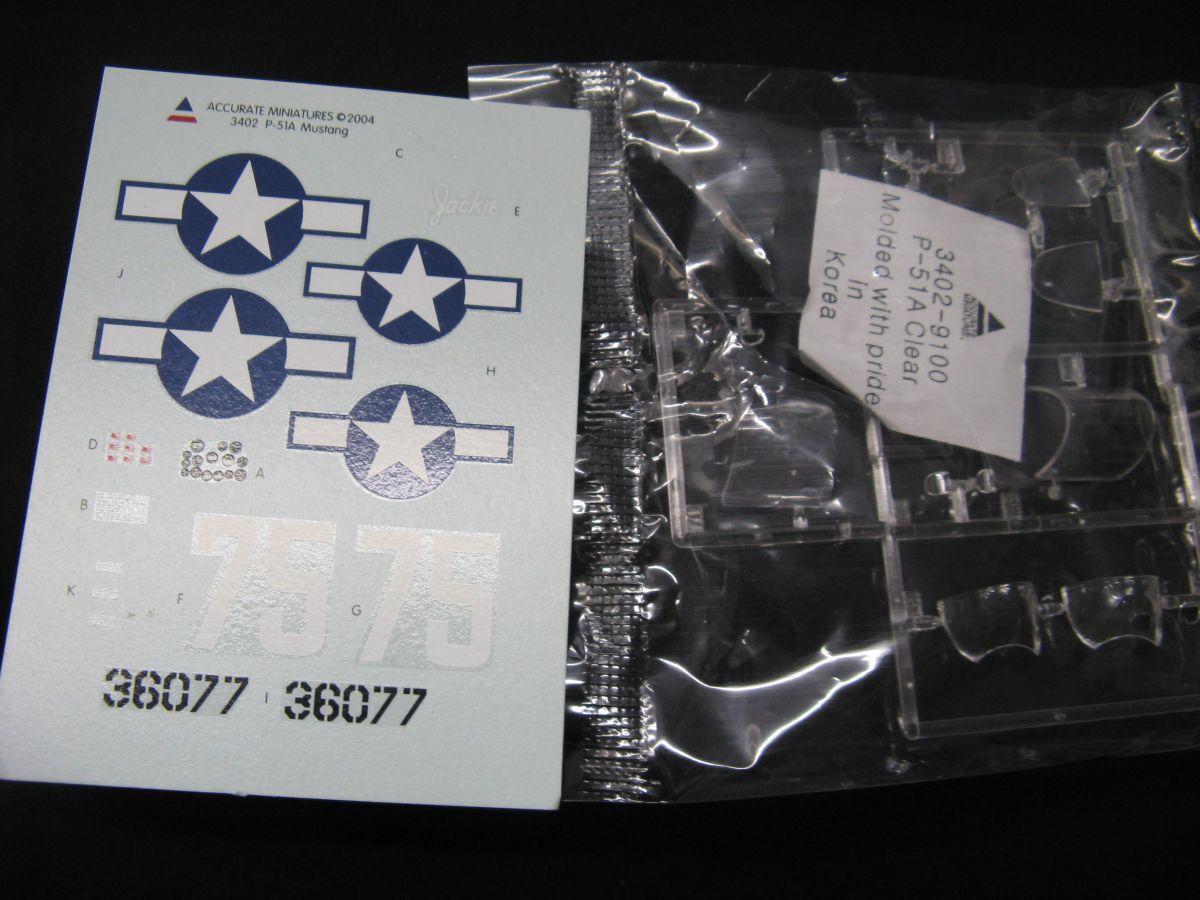 ACCURATE MINIATURES ©2004
3402 P-51A Mustang
C
Jackie
E
J
H
D
A
B
K
F
75
G
75
36077
I
36077
3402-9100
P-51A Clear
Molded with pride
in
Korea